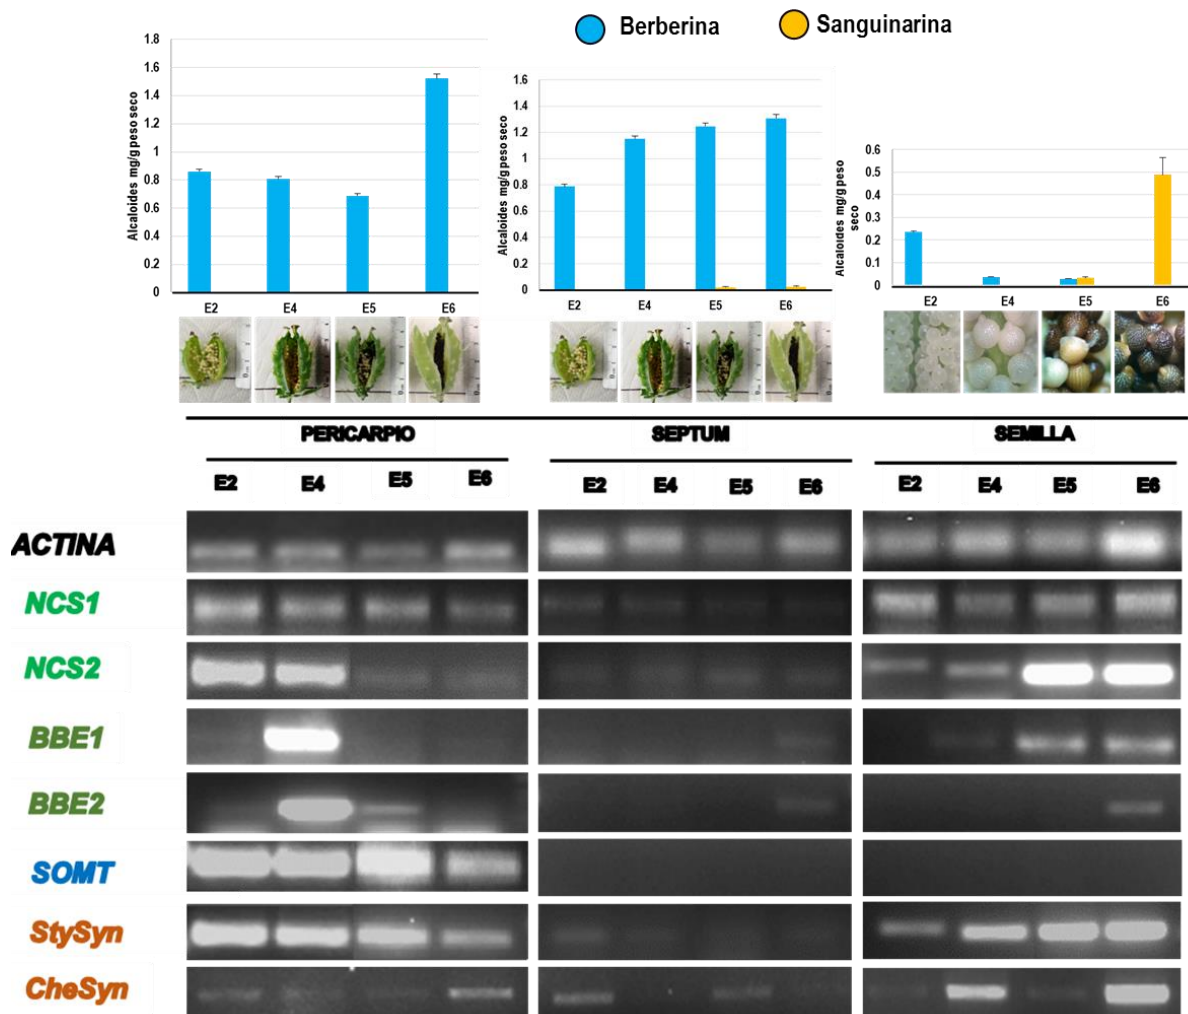 Berberina
Sanguinarina
Alcaloides mg/g peso seco
1.8
1.6
1.4
1.2
1
0.8
0.6
0.4
0.2
0
E2
E4
E5
E6
Alcaloides mg/g peso seco
1.6
1.4
1.2
1
0.8
0.6
0.4
0.2
0
E2
E4
E5
E6
Alcaloides mg/g peso
seco
0.6
0.5
0.4
0.3
0.2
0.1
0
E2
E4
E5
E6
PERICARPIO
SEPTUM
SEMILLA
E2 E4 E5 E6
E2 E4 E5 E6
E2 E4 E5 E6
ACTINA
NCS1
NCS2
BBE1
BBE2
SOMT
StySyn
CheSyn